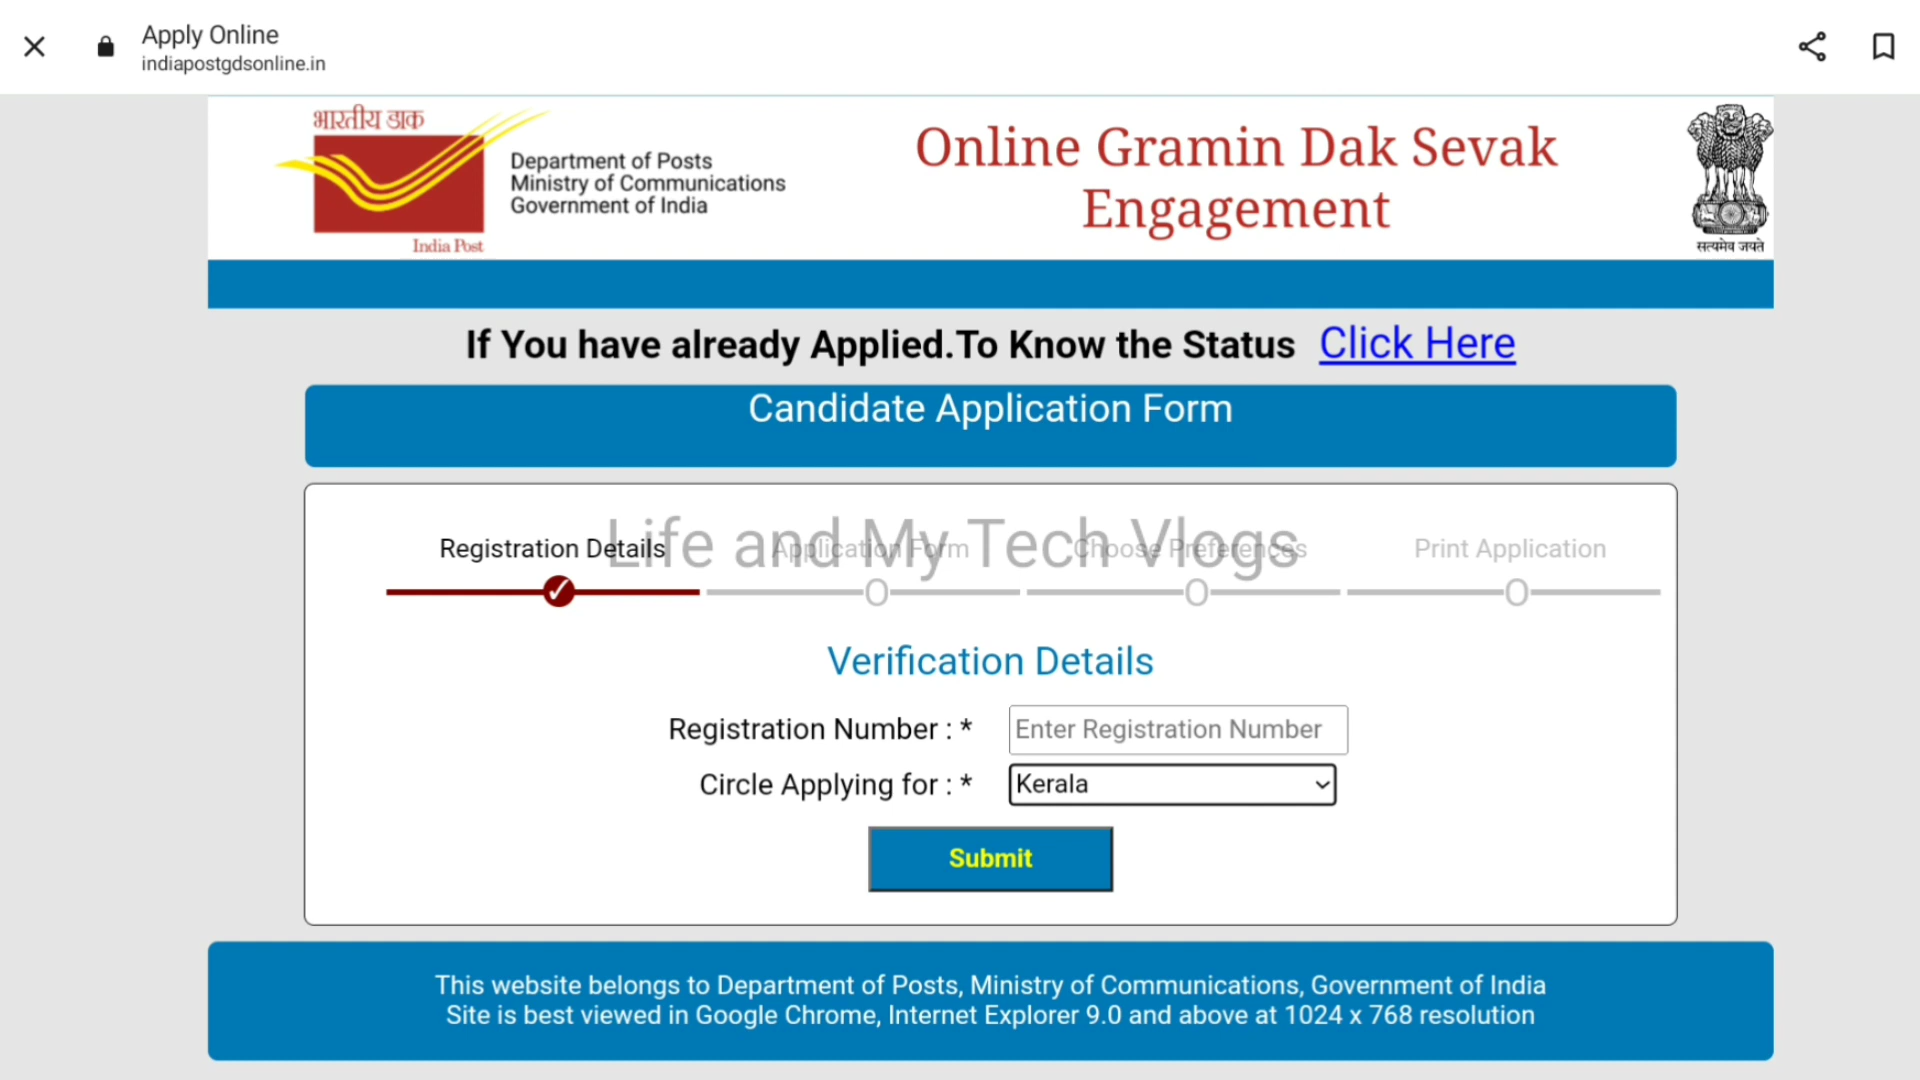 Apply Online
indiapostgdsonline.in
भारतीय डाक
India Post
Department of Posts
Ministry of Communications
Government of India
Online Gramin Dak Sevak
Engagement
सत्यमेव जयते
If You have already Applied.To Know the Status Click Here
Candidate Application Form
Life and My Tech Vlogs
Registration Details Application Form Choose Preferences Print Application
Verification Details
Registration Number : * Enter Registration Number
Circle Applying for : * Kerala
Submit
This website belongs to Department of Posts, Ministry of Communications, Government of India
Site is best viewed in Google Chrome, Internet Explorer 9.0 and above at 1024 x 768 resolution